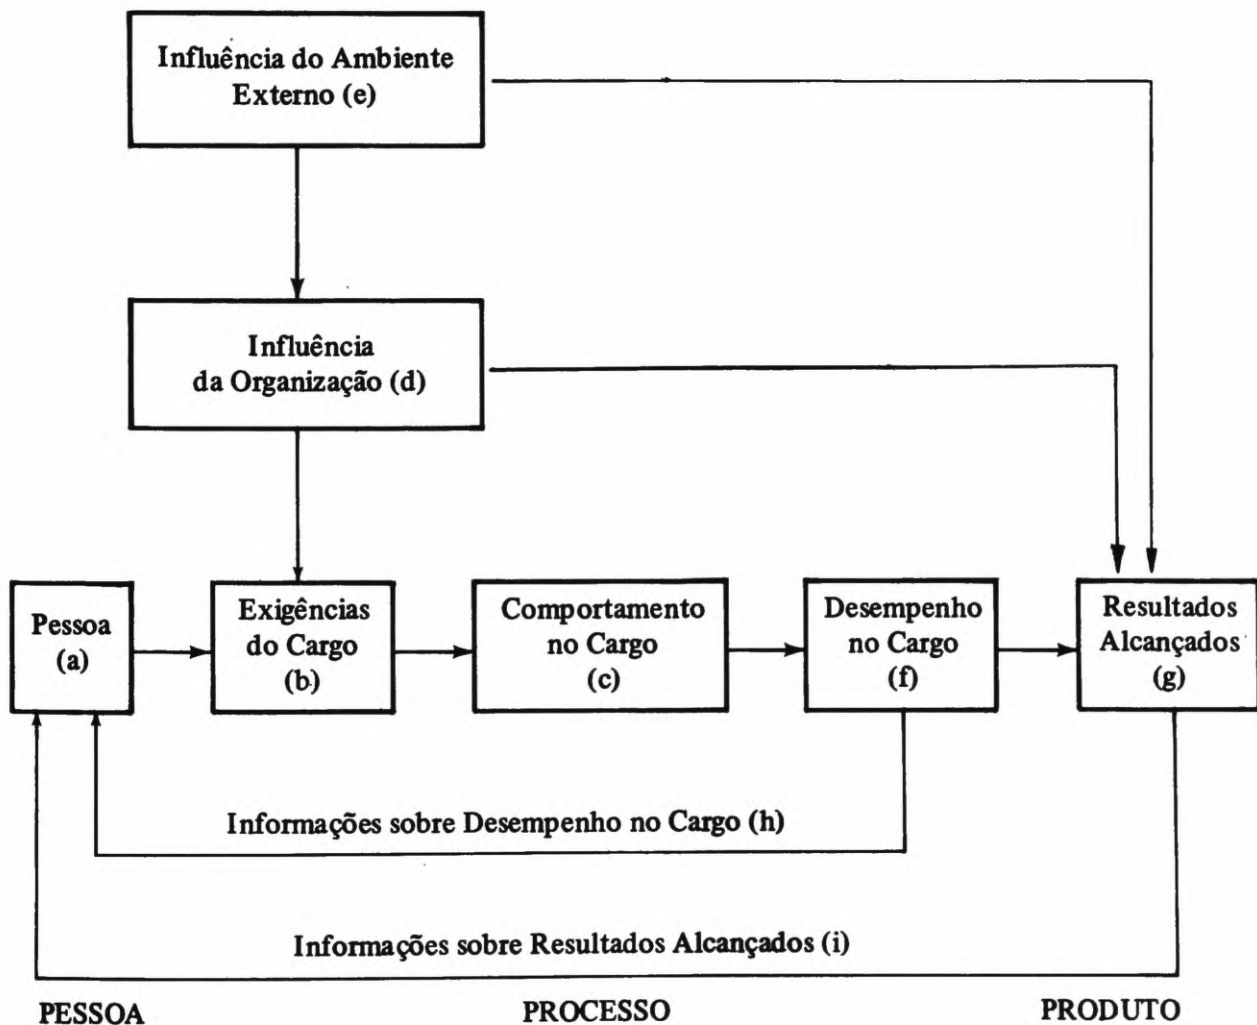 Influência do Ambiente
Externo (e)
Influência
da Organização (d)
Pessoa
(a)
Exigências
do Cargo
(b)
Comportamento
no Cargo
(c)
Desempenho
no Cargo
(f)
Resultados
Alcançados
(g)
Informações sobre Desempenho no Cargo (h)
Informações sobre Resultados Alcançados (i)
PESSOA
PROCESSO
PRODUTO